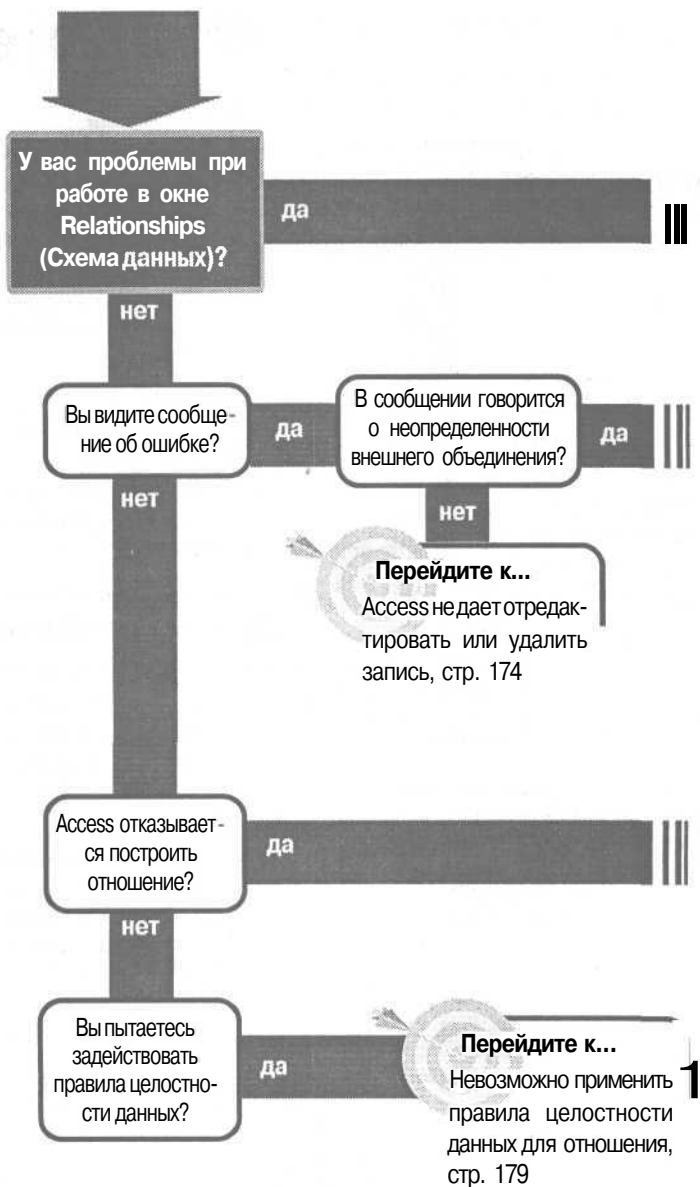 У вас проблемы при
работе в окне
Relationships
(Схема данных)?
да
нет
Вы видите сообще-
ние об ошибке?
да
В сообщении говорится
о неопределенности
внешнего объединения?
да
нет
нет
Перейдите к...
Access не дает отредак-
тировать или удалить
запись, стр. 174
Access отказывает-
ся построить
отношение?
да
нет
Вы пытаетесь
задействовать
правила целостно-
сти данных?
да
Перейдите к...
Невозможно применить
правила целостности
данных для отношения,
стр. 179